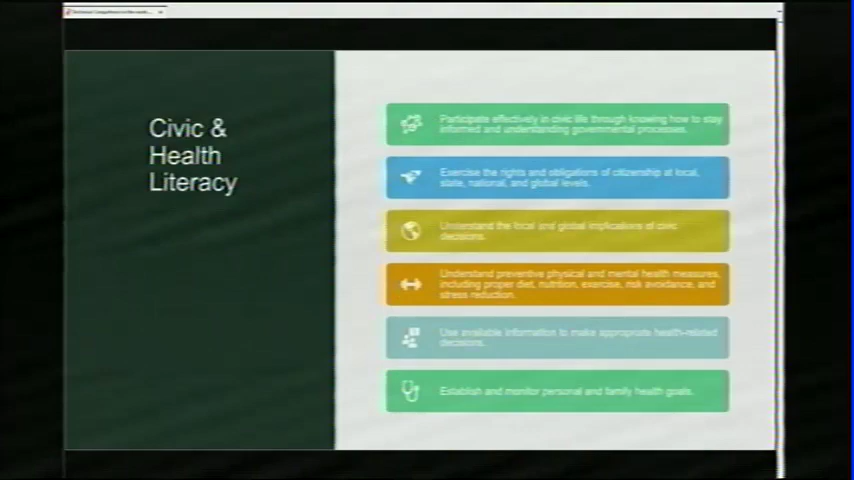 Civic &
Health
Literacy
Participate effectively in civic life through knowing how to stay
informed and understanding governmental processes.
Exercise the rights and obligations of citizenship at local,
state, national, and global levels.
Understand the local and global implications of civic
decisions.
Understand preventive physical and mental health measures,
including proper diet, nutrition, exercise, risk avoidance, and
stress reduction.
Use available information to make appropriate health-related
decisions.
Establish and monitor personal and family health goals.